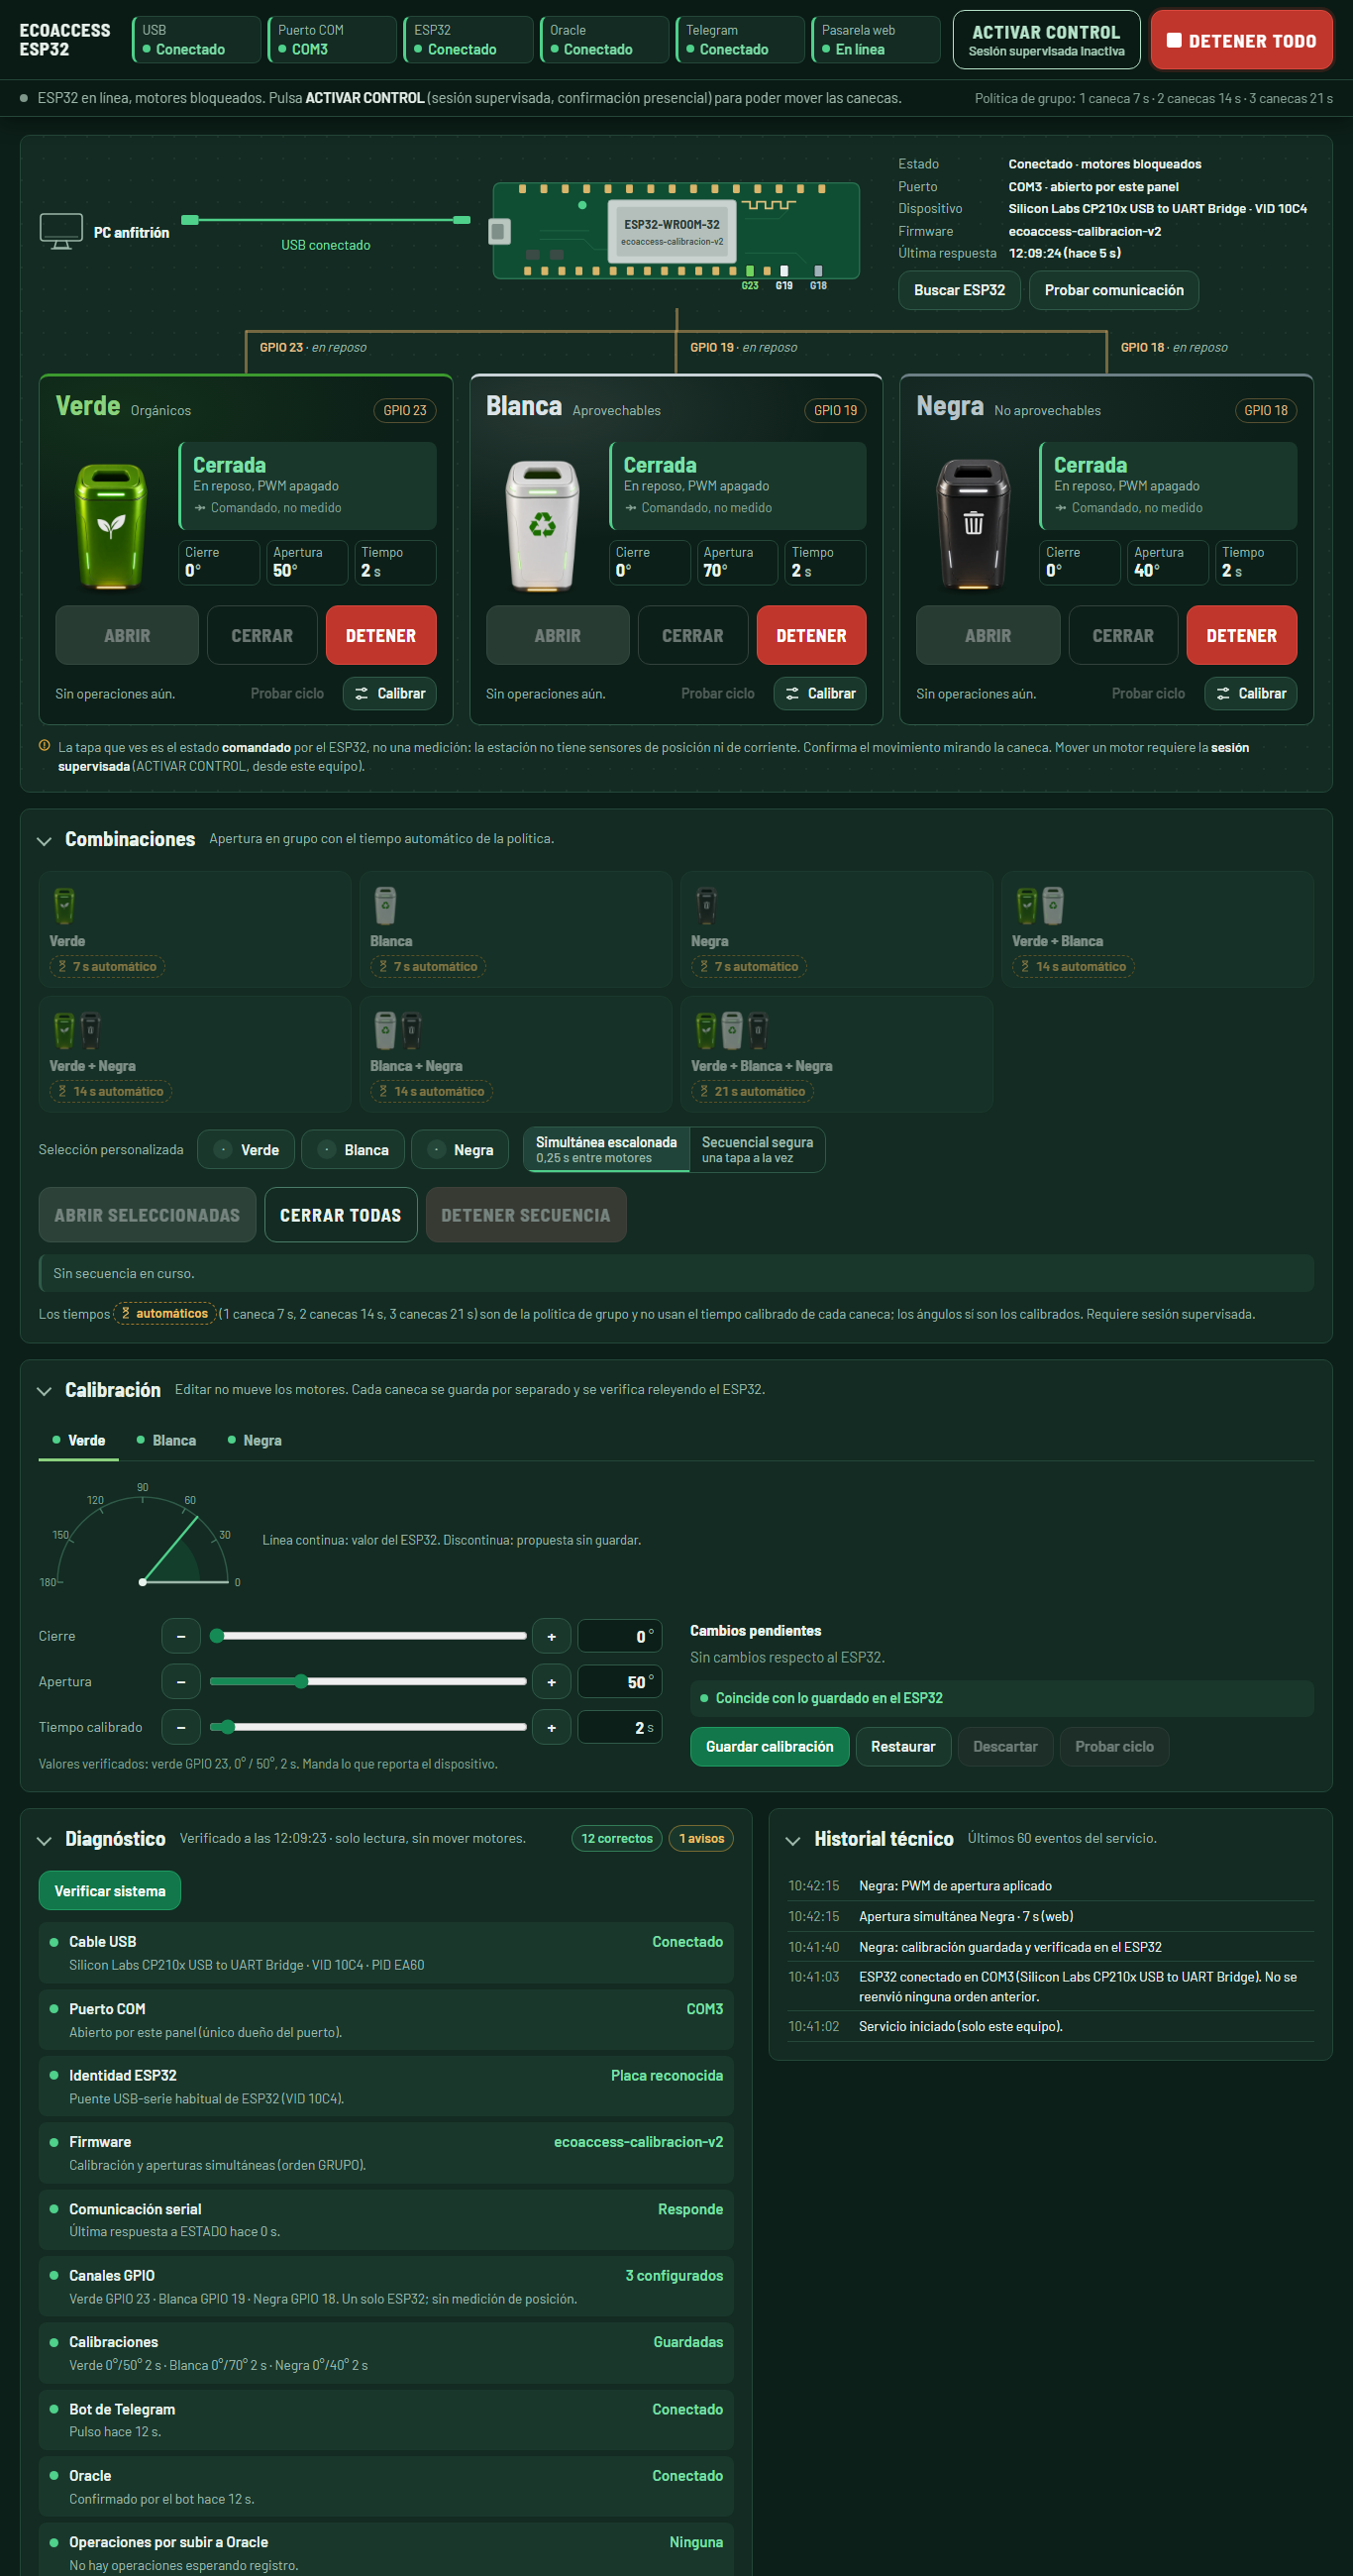 ECOACCESS
ESP32
USB
Conectado
Puerto COM
COM3
ESP32
Conectado
Oracle
Conectado
Telegram
Conectado
Pasarela web
En línea
ACTIVAR CONTROL
Sesión supervisada inactiva
DETENER TODO
ESP32 en línea, motores bloqueados. Pulsa ACTIVAR CONTROL (sesión supervisada, confirmación presencial) para poder mover las canecas.
Política de grupo: 1 caneca 7 s · 2 canecas 14 s · 3 canecas 21 s
PC anfitrión
USB conectado
ESP32-WROOM-32
ecoaccess-calibracion-v2
G23 G19 G18
Estado Conectado · motores bloqueados
Puerto COM3 · abierto por este panel
Dispositivo Silicon Labs CP210x USB to UART Bridge · VID 10C4
Firmware ecoaccess-calibracion-v2
Última respuesta 12:09:24 (hace 5 s)
Buscar ESP32
Probar comunicación
GPIO 23 · en reposo
GPIO 19 · en reposo
GPIO 18 · en reposo
Verde Orgánicos GPIO 23
Cerrada
En reposo, PWM apagado
Comandado, no medido
Cierre Apertura Tiempo
0° 50° 2 s
ABRIR CERRAR DETENER
Sin operaciones aún. Probar ciclo Calibrar
Blanca Aprovechables GPIO 19
Cerrada
En reposo, PWM apagado
Comandado, no medido
Cierre Apertura Tiempo
0° 70° 2 s
ABRIR CERRAR DETENER
Sin operaciones aún. Probar ciclo Calibrar
Negra No aprovechables GPIO 18
Cerrada
En reposo, PWM apagado
Comandado, no medido
Cierre Apertura Tiempo
0° 40° 2 s
ABRIR CERRAR DETENER
Sin operaciones aún. Probar ciclo Calibrar
La tapa que ves es el estado comandado por el ESP32, no una medición: la estación no tiene sensores de posición ni de corriente. Confirma el movimiento mirando la caneca. Mover un motor requiere la sesión
supervisada (ACTIVAR CONTROL, desde este equipo).
Combinaciones Apertura en grupo con el tiempo automático de la política.
Verde
7 s automático
Blanca
7 s automático
Negra
7 s automático
Verde + Blanca
14 s automático
Verde + Negra
14 s automático
Blanca + Negra
14 s automático
Verde + Blanca + Negra
21 s automático
Selección personalizada
Verde
Blanca
Negra
Simultánea escalonada
0,25 s entre motores
Secuencial segura
una tapa a la vez
ABRIR SELECCIONADAS
CERRAR TODAS
DETENER SECUENCIA
Sin secuencia en curso.
Los tiempos automáticos (1 caneca 7 s, 2 canecas 14 s, 3 canecas 21 s) son de la política de grupo y no usan el tiempo calibrado de cada caneca; los ángulos sí son los calibrados. Requiere sesión supervisada.
Calibración Editar no mueve los motores. Cada caneca se guarda por separado y se verifica releyendo el ESP32.
Verde Blanca Negra
90
120 60
150 30
180 0
Línea continua: valor del ESP32. Discontinua: propuesta sin guardar.
Cierre − + 0 °
Apertura − + 50 °
Tiempo calibrado − + 2 s
Valores verificados: verde GPIO 23, 0° / 50°, 2 s. Manda lo que reporta el dispositivo.
Cambios pendientes
Sin cambios respecto al ESP32.
Coincide con lo guardado en el ESP32
Guardar calibración
Restaurar
Descartar
Probar ciclo
Diagnóstico Verificado a las 12:09:23 · solo lectura, sin mover motores. 12 correctos 1 avisos
Verificar sistema
Cable USB Conectado
Silicon Labs CP210x USB to UART Bridge · VID 10C4 · PID EA60
Puerto COM COM3
Abierto por este panel (único dueño del puerto).
Identidad ESP32 Placa reconocida
Puente USB-serie habitual de ESP32 (VID 10C4).
Firmware ecoaccess-calibracion-v2
Calibración y aperturas simultáneas (orden GRUPO).
Comunicación serial Responde
Última respuesta a ESTADO hace 0 s.
Canales GPIO 3 configurados
Verde GPIO 23 · Blanca GPIO 19 · Negra GPIO 18. Un solo ESP32; sin medición de posición.
Calibraciones Guardadas
Verde 0°/50° 2 s · Blanca 0°/70° 2 s · Negra 0°/40° 2 s
Bot de Telegram Conectado
Pulso hace 12 s.
Oracle Conectado
Confirmado por el bot hace 12 s.
Operaciones por subir a Oracle Ninguna
No hay operaciones esperando registro.
Historial técnico Últimos 60 eventos del servicio.
10:42:15 Negra: PWM de apertura aplicado
10:42:15 Apertura simultánea Negra · 7 s (web)
10:41:40 Negra: calibración guardada y verificada en el ESP32
10:41:03 ESP32 conectado en COM3 (Silicon Labs CP210x USB to UART Bridge). No se
reenvió ninguna orden anterior.
10:41:02 Servicio iniciado (solo este equipo).